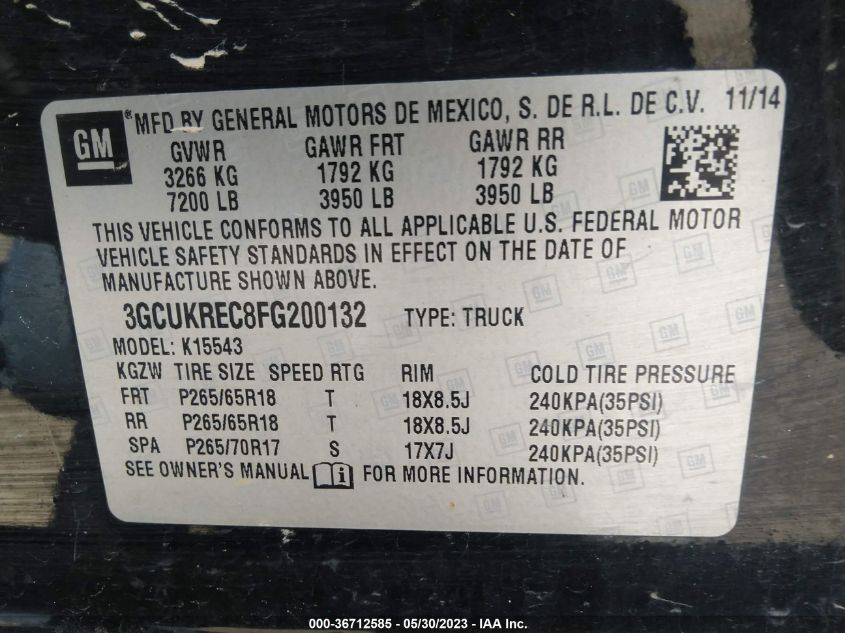 GM ® MFD BY GENERAL MOTORS DE MEXICO, S. DE R.L. DE C.V. 11/14
GVWR GAWR FRT GAWR RR
3266 KG 1792 KG 1792 KG
7200 LB 3950 LB 3950 LB
THIS VEHICLE CONFORMS TO ALL APPLICABLE U.S. FEDERAL MOTOR
VEHICLE SAFETY STANDARDS IN EFFECT ON THE DATE OF
MANUFACTURE SHOWN ABOVE.
3GCUKREC8FG200132 TYPE: TRUCK
MODEL: K15543
KGZW TIRE SIZE SPEED RTG RIM COLD TIRE PRESSURE
FRT P265/65R18 T 18X8.5J 240KPA(35PSI)
RR P265/65R18 T 18X8.5J 240KPA(35PSI)
SPA P265/70R17 S 17X7J 240KPA(35PSI)
SEE OWNER'S MANUAL i FOR MORE INFORMATION.
000-36712585 / 05/30/2023 - IAA Inc.